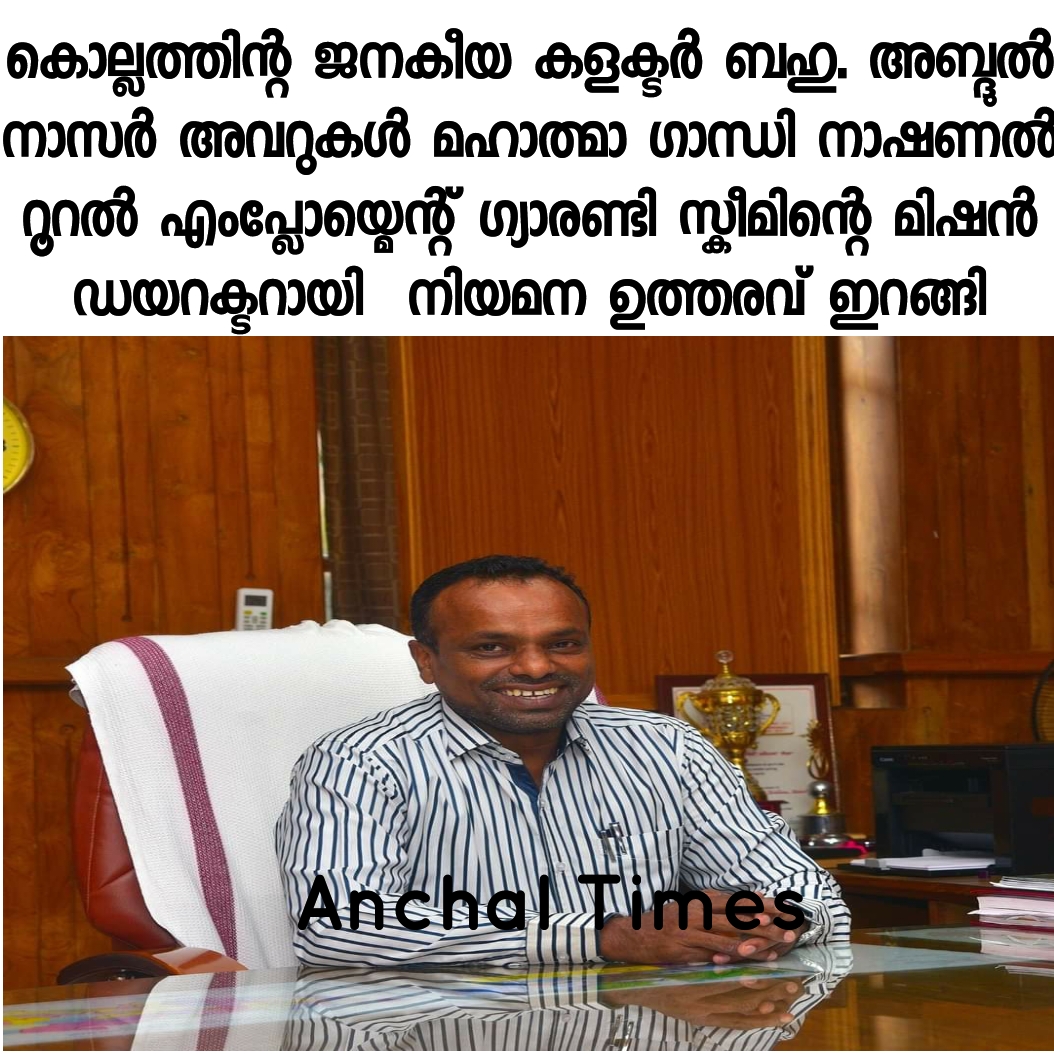 കൊല്ലത്തിന്റ ജനകീയ കളക്ടർ ബഹു. അബ്ദുൽ
നാസർ അവറുകൾ മഹാത്മാ ഗാന്ധി നാഷണൽ
റൂറൽ എംപ്ലോയ്മെന്റ് ഗ്യാരണ്ടി സ്കീമിന്റെ മിഷൻ
ഡയറക്ടറായി നിയമന ഉത്തരവ് ഇറങ്ങി
Anchal Times